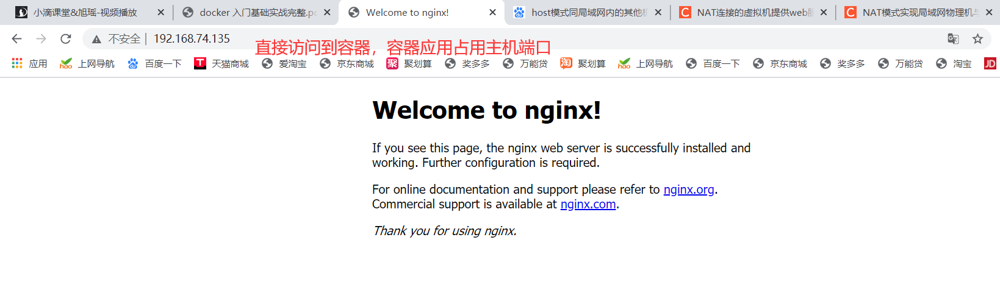 小滴课堂&旭瑶-视频播放
docker 入门基础实战完整.p
Welcome to nginx!
host模式同局域网内的其他
NAT连接的虚拟机提供web
NAT模式实现局域网物理机与
不安全 | 192.168.74.135
直接访问到容器，容器应用占用主机端口
应用 上网导航 百度一下 天猫商城 爱淘宝 京东商城 聚划算 奖多多 万能贷 聚划算 上网导航 百度一下 京东商城 奖多多 万能贷 淘宝 JD
Welcome to nginx!
If you see this page, the nginx web server is successfully installed and
working. Further configuration is required.
For online documentation and support please refer to nginx.org.
Commercial support is available at nginx.com.
Thank you for using nginx.